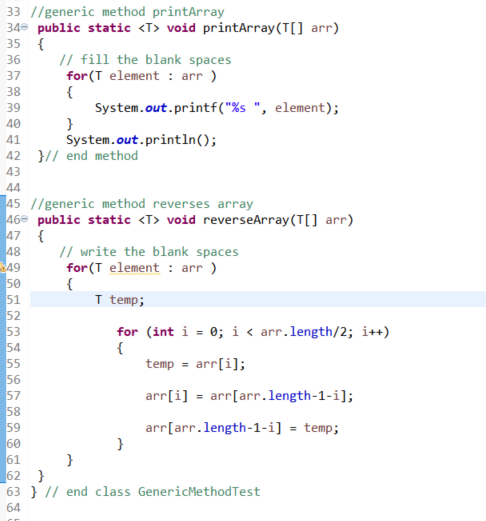 33 //generic method printArray
34 public static <T> void printArray(T[] arr)
35 {
36 // fill the blank spaces
37 for(T element : arr )
38 {
39 System.out.printf("%s ", element);
40 }
41 System.out.println();
42 }// end method
43
44
45 //generic method reverses array
46 public static <T> void reverseArray(T[] arr)
47 {
48 // write the blank spaces
49 for(T element : arr )
50 {
51 T temp;
52
53 for (int i = 0; i < arr.length/2; i++)
54 {
55 temp = arr[i];
56
57 arr[i] = arr[arr.length-1-i];
58
59 arr[arr.length-1-i] = temp;
60 }
61 }
62 }
63 } // end class GenericMethodTest
64